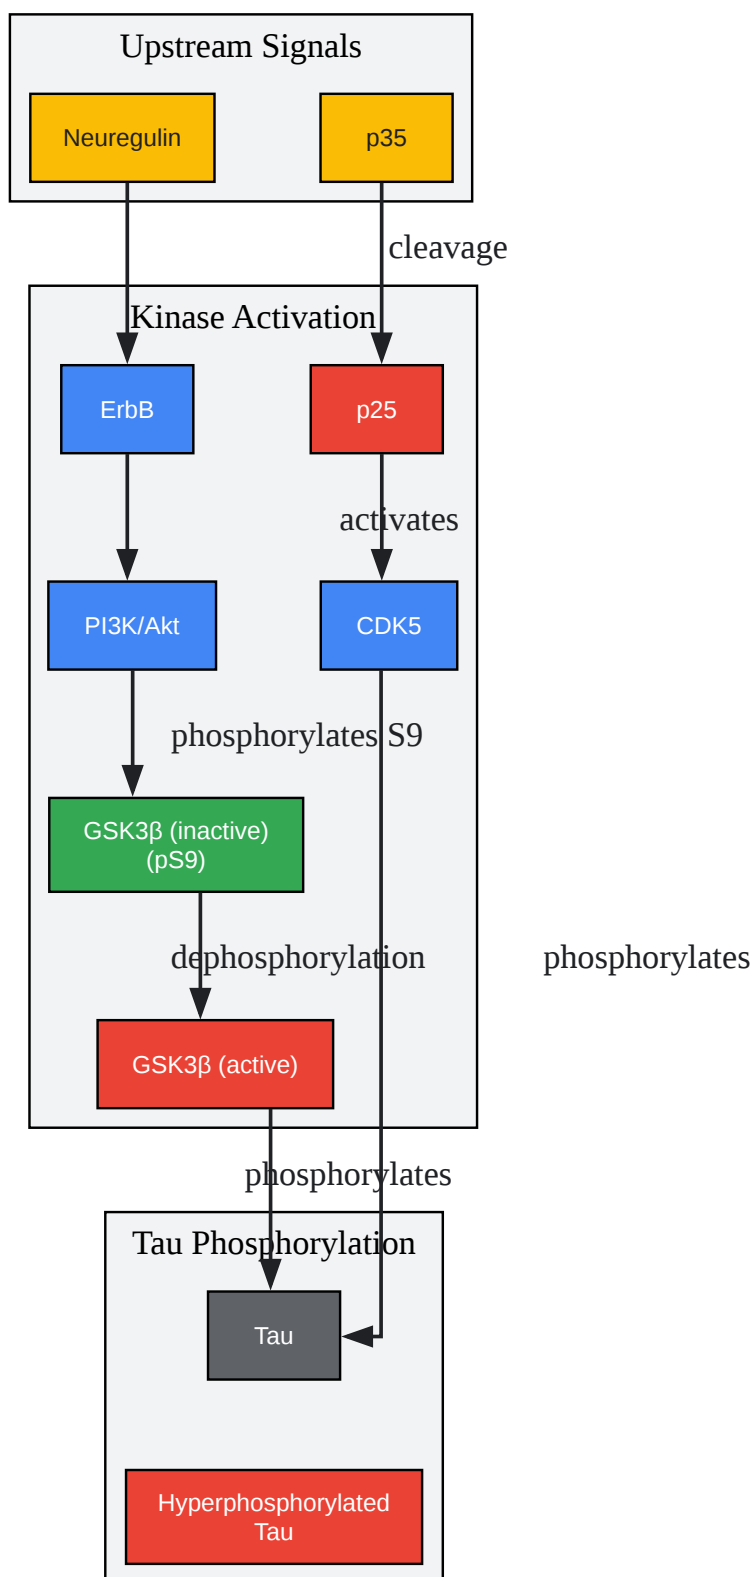 Upstream Signals
Neuregulin
p35
cleavage
Kinase Activation
ErbB
p25
activates
PI3K/Akt
CDK5
phosphorylates S9
GSK3β (inactive)
(pS9)
dephosphorylation
phosphorylates
GSK3β (active)
phosphorylates
Tau Phosphorylation
Tau
Hyperphosphorylated
Tau